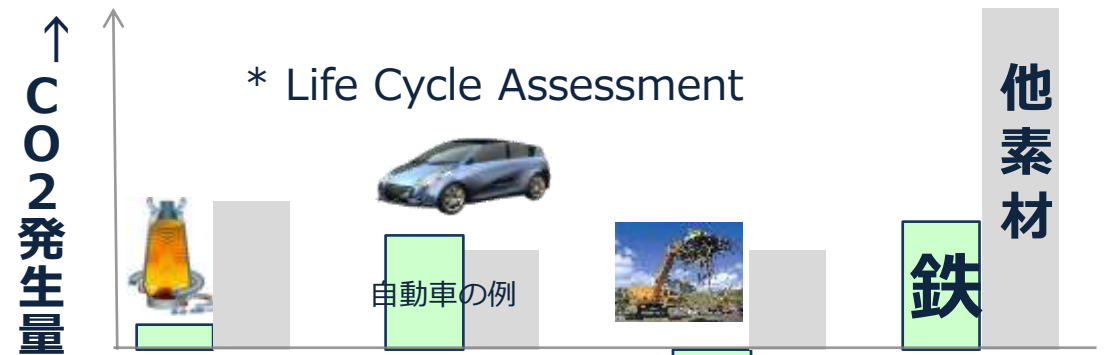 ↑CO2発生量
* Life Cycle Assessment
自動車の例
鉄
他素材